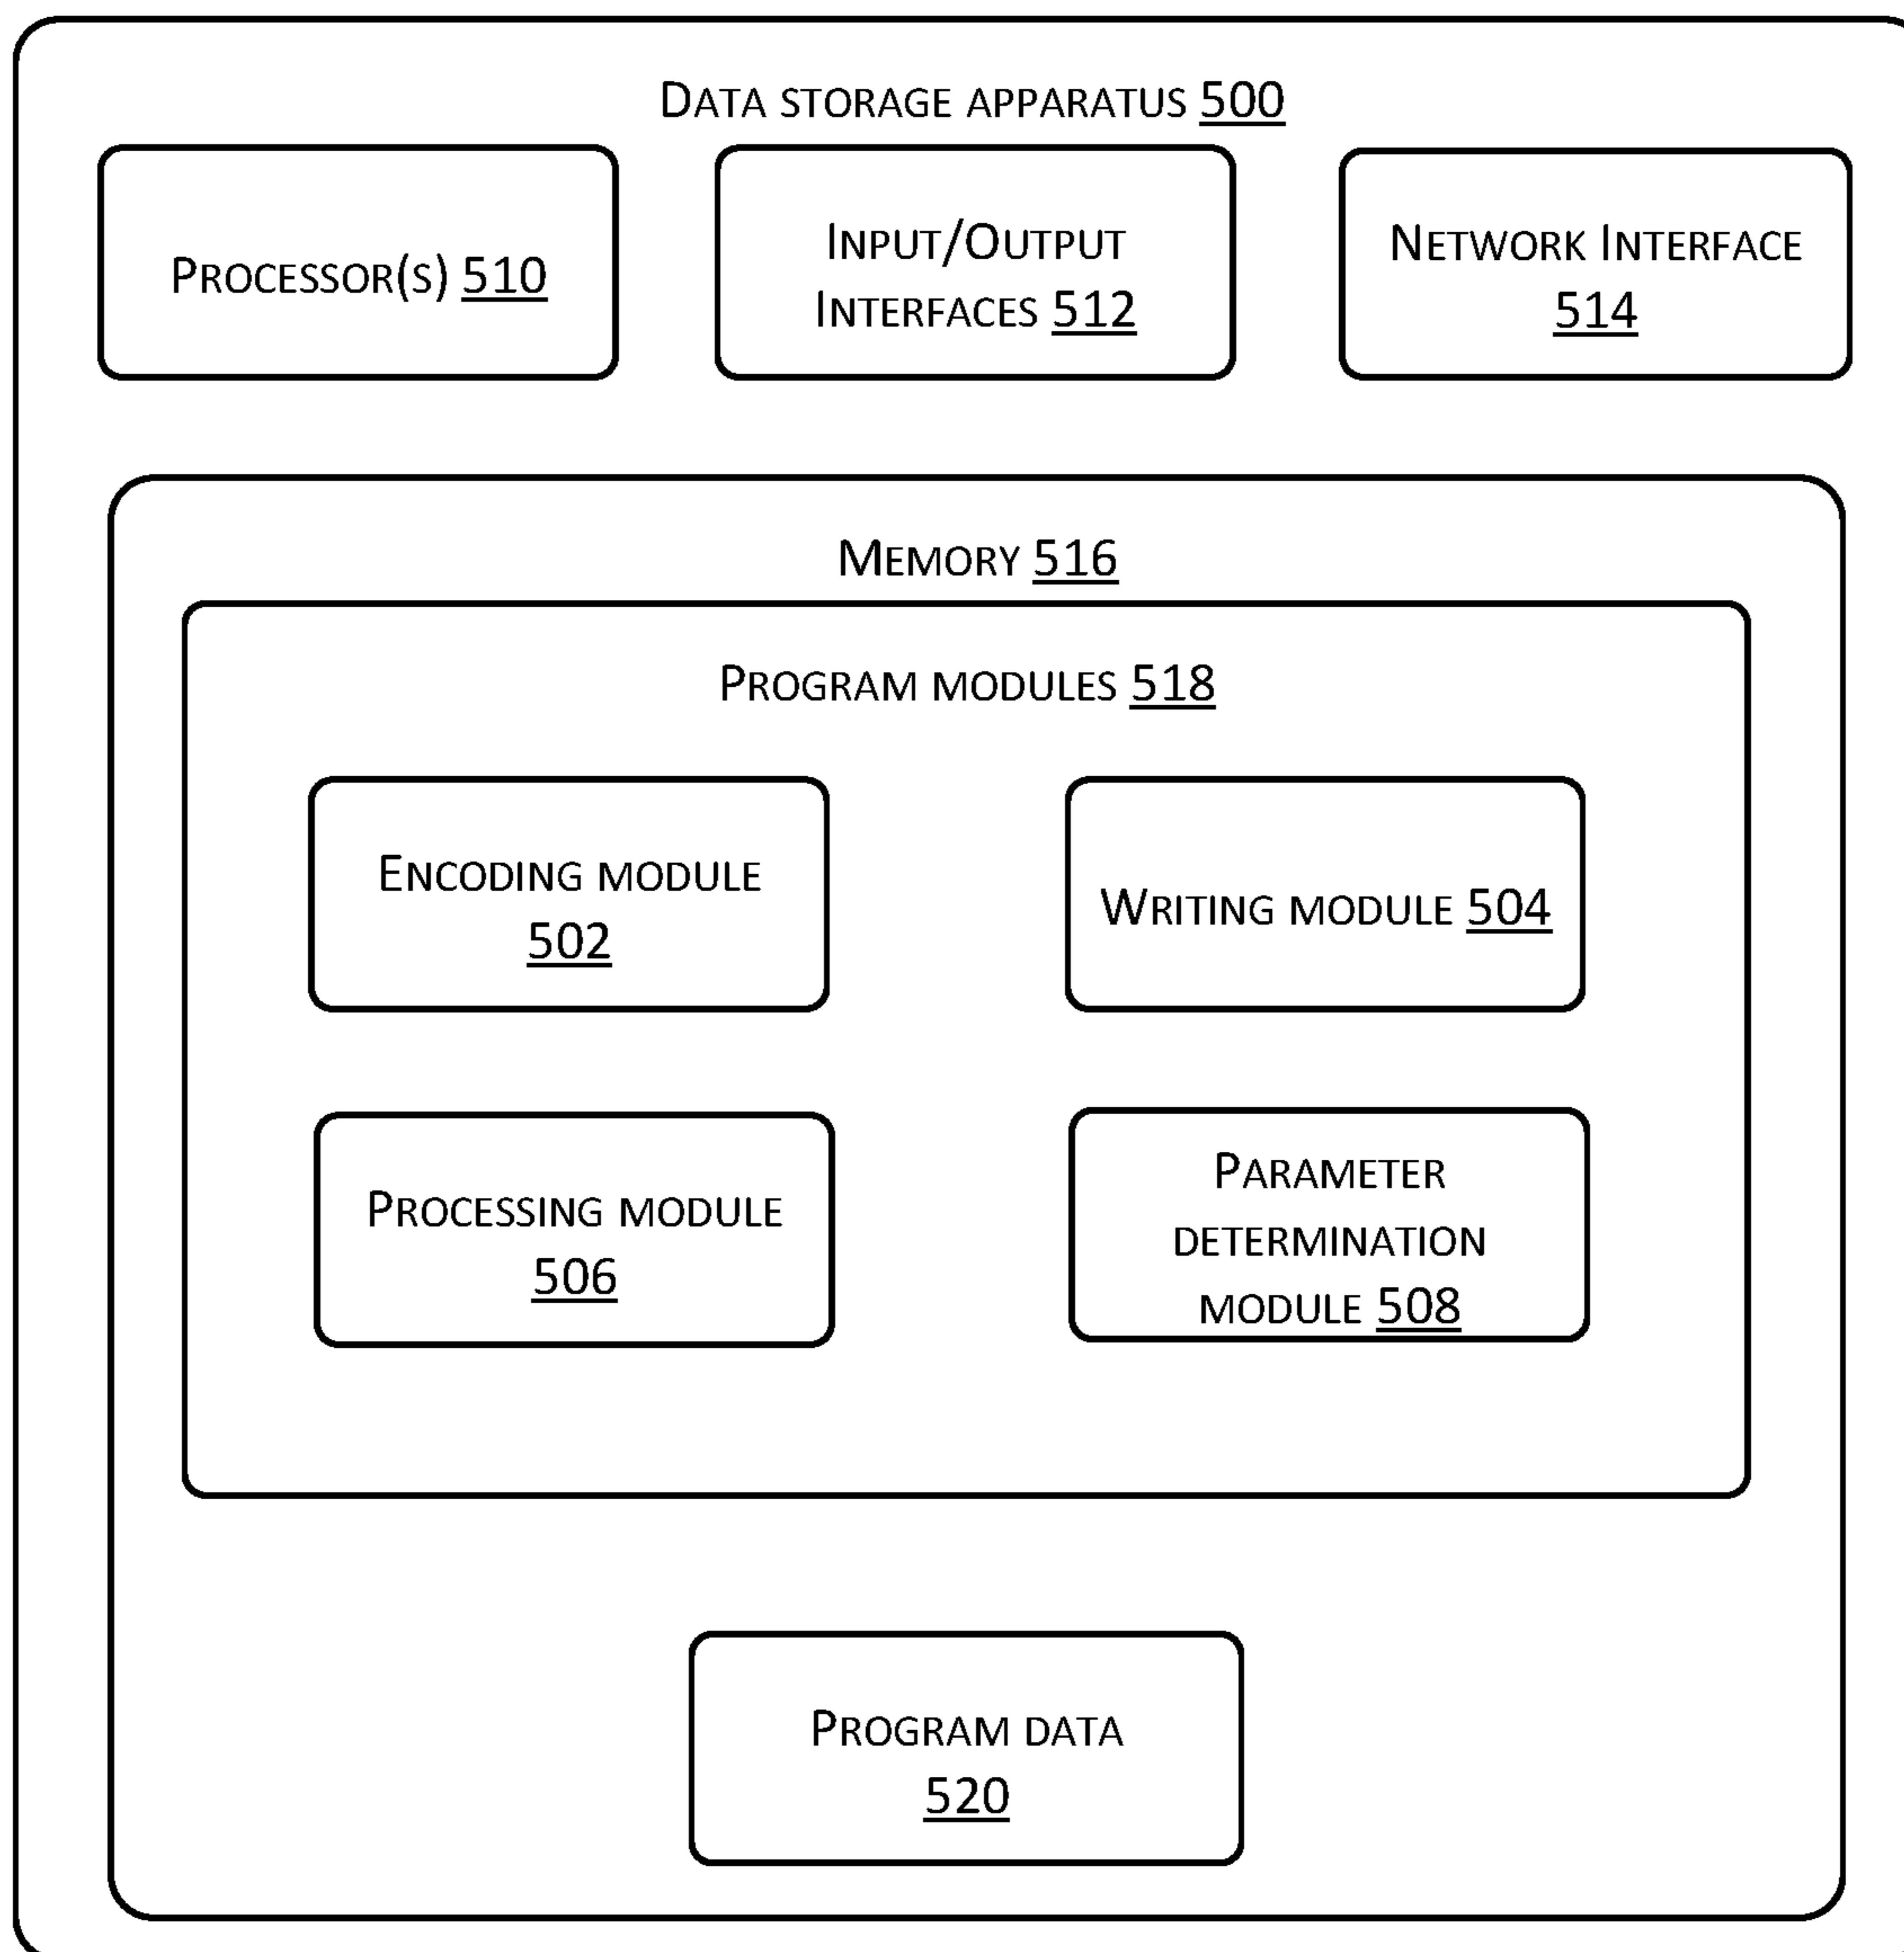 Data storage apparatus 500
Processor(s) 510
Input/Output
Interfaces 512
Network Interface
514
Memory 516
Program modules 518
Encoding module
502
Writing module 504
Processing module
506
Parameter
determination
module 508
Program data
520